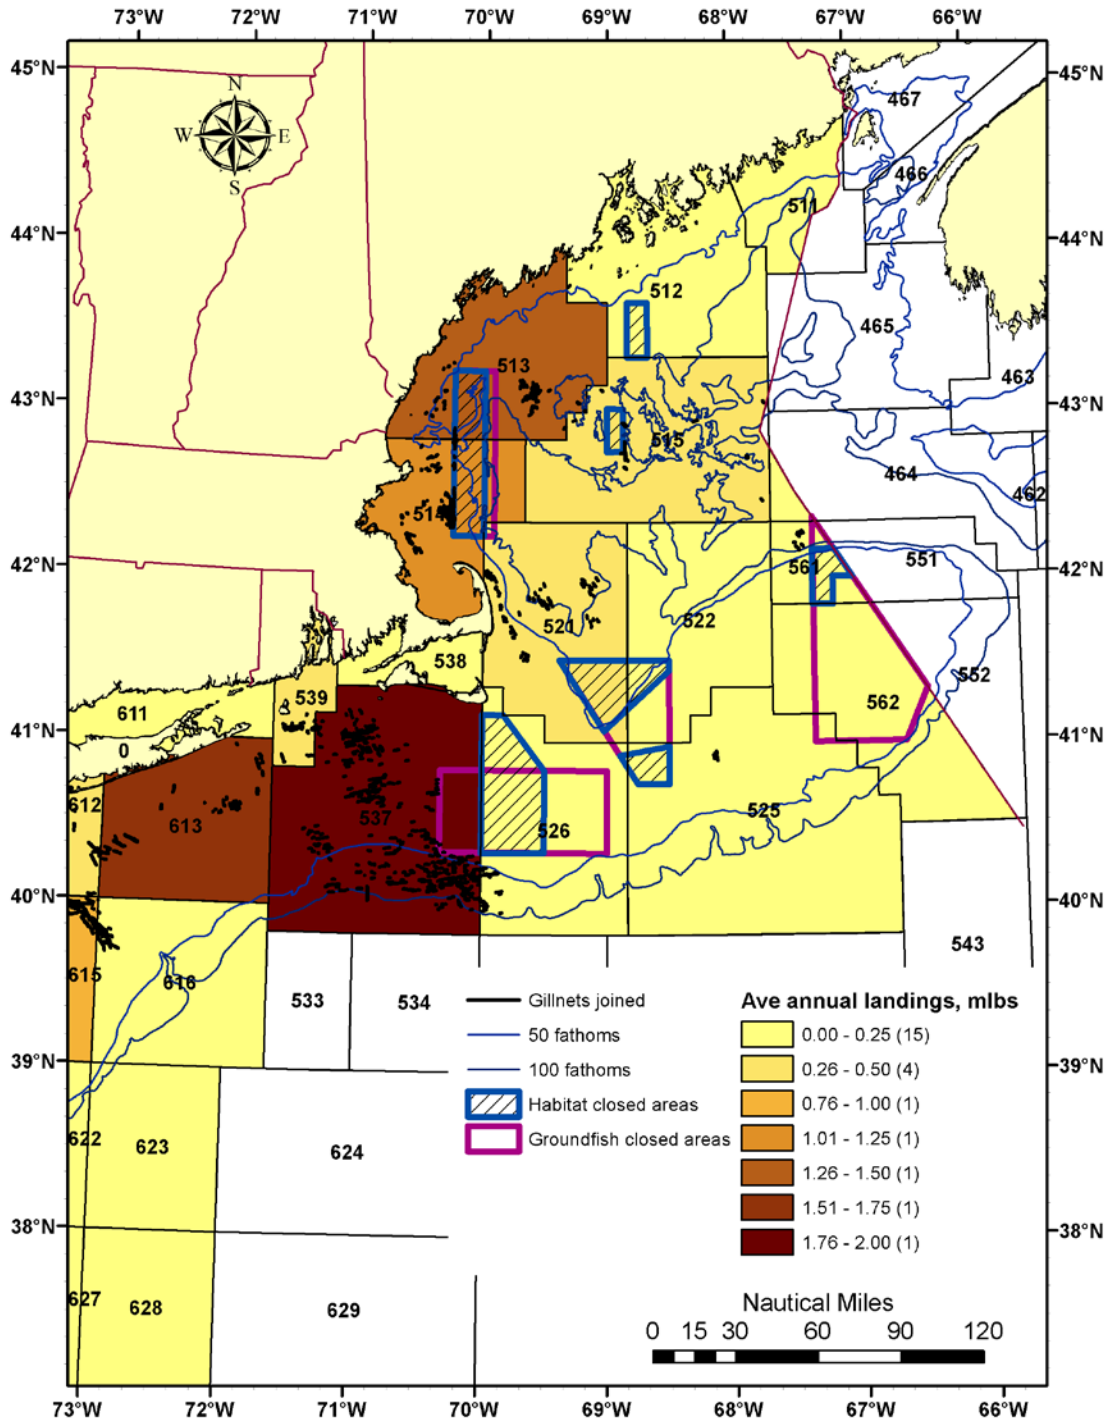 73°W 72°W 71°W 70°W 69°W 68°W 67°W 66°W
45°N 45°N
44°N 44°N
43°N 43°N
42°N 42°N
41°N 41°N
40°N 40°N
39°N 39°N
38°N 38°N
N
W E
S
467
466
511
512
465
513
463
515
464
462
514
561
551
521
522
538
552
539
562
611
0
612
613
537
526
525
543
615
616
533
534
622
623
624
627
628
629
Gillnets joined
50 fathoms
100 fathoms
Habitat closed areas
Groundfish closed areas
Ave annual landings, mlbs
0.00 - 0.25 (15)
0.26 - 0.50 (4)
0.76 - 1.00 (1)
1.01 - 1.25 (1)
1.26 - 1.50 (1)
1.51 - 1.75 (1)
1.76 - 2.00 (1)
Nautical Miles
0 15 30 60 90 120
73°W 72°W 71°W 70°W 69°W 68°W 67°W 66°W